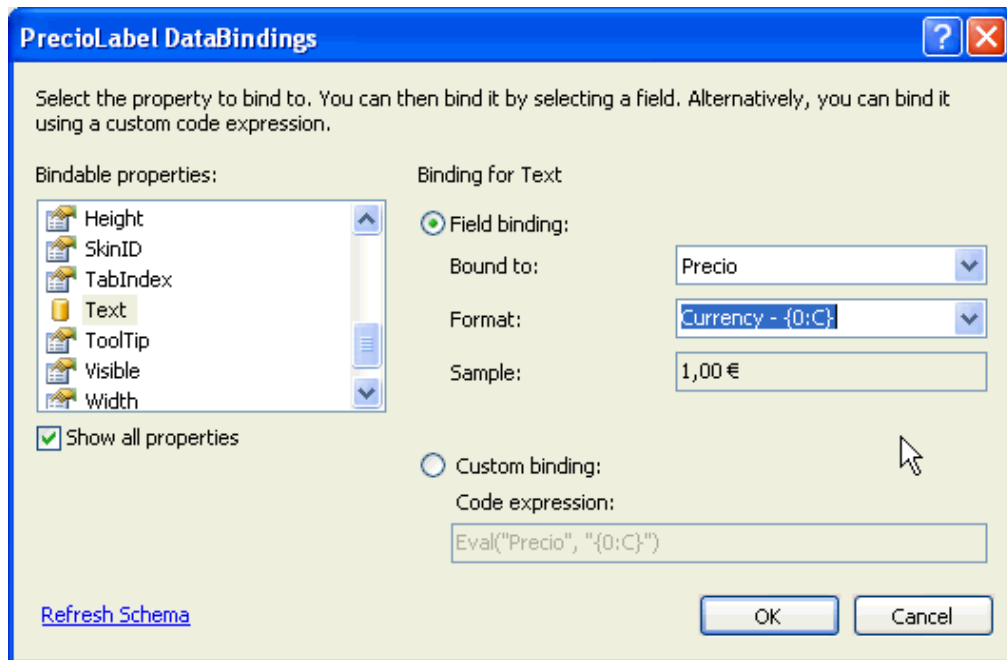 PrecioLabel DataBindings
Select the property to bind to. You can then bind it by selecting a field. Alternatively, you can bind it
using a custom code expression.
Bindable properties:
Height
SkinID
TabIndex
Text
ToolTip
Visible
Width
Show all properties
Binding for Text
Field binding:
Bound to: Precio
Format: Currency - {0:C}
Sample: 1,00 €
Custom binding:
Code expression:
Eval("Precio", "{0:C}")
Refresh Schema
OK
Cancel